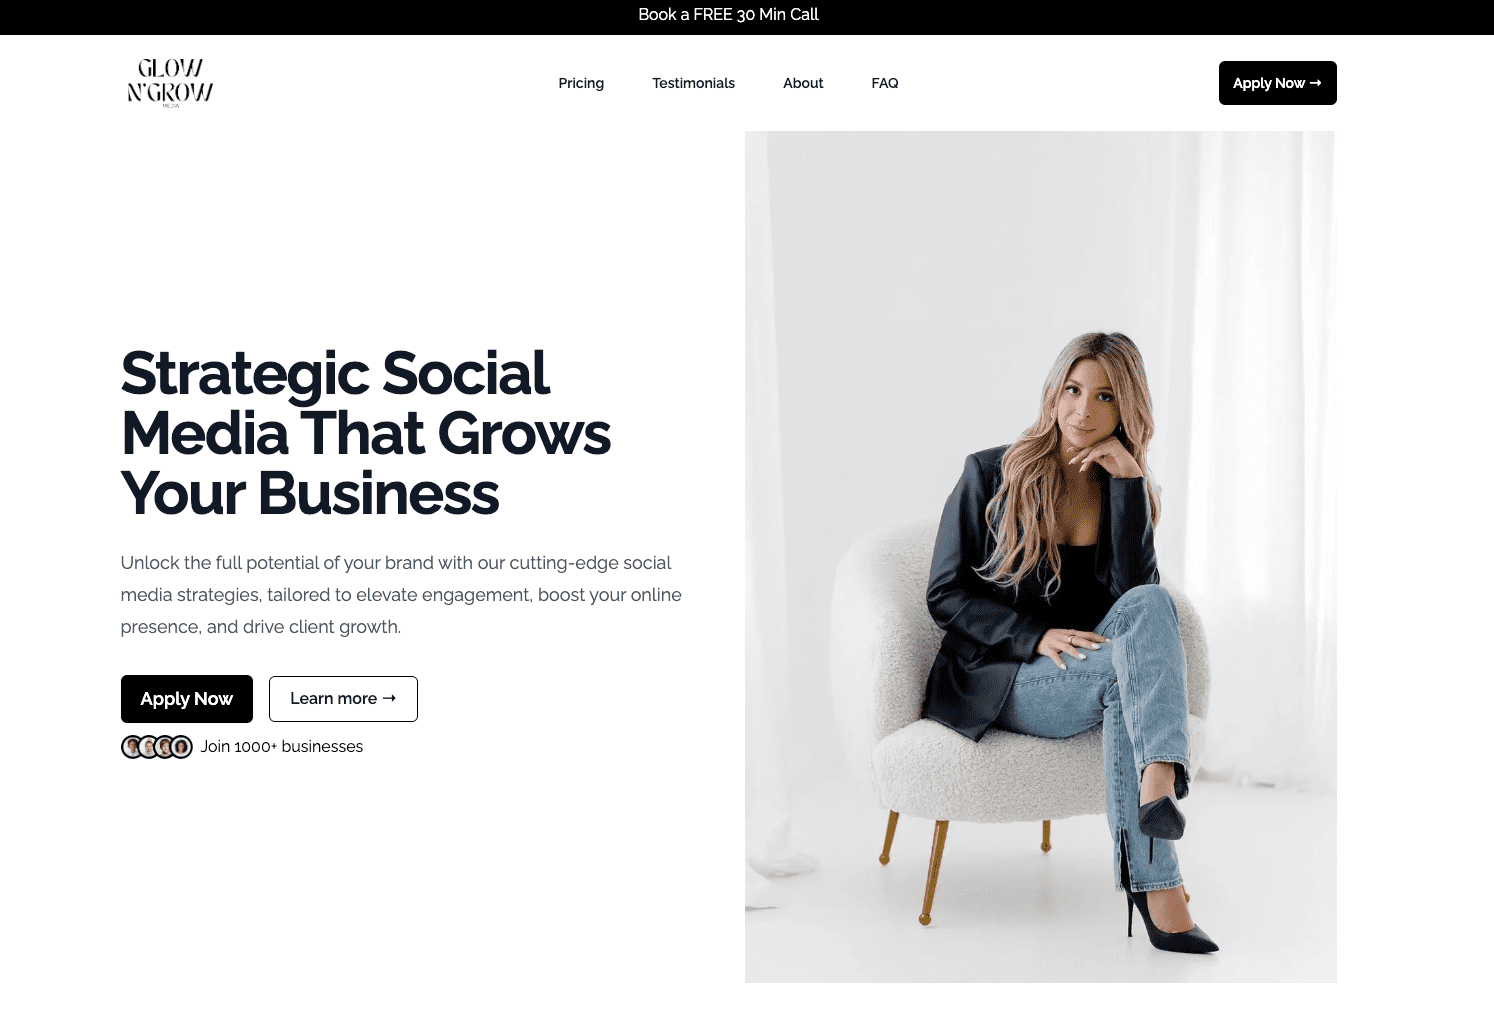 Book a FREE 30 Min Call
GLOW
N'GROW
MEDIA
Pricing
Testimonials
About
FAQ
Apply Now →
Strategic Social
Media That Grows
Your Business
Unlock the full potential of your brand with our cutting-edge social
media strategies, tailored to elevate engagement, boost your online
presence, and drive client growth.
Apply Now
Learn more →
Join 1000+ businesses